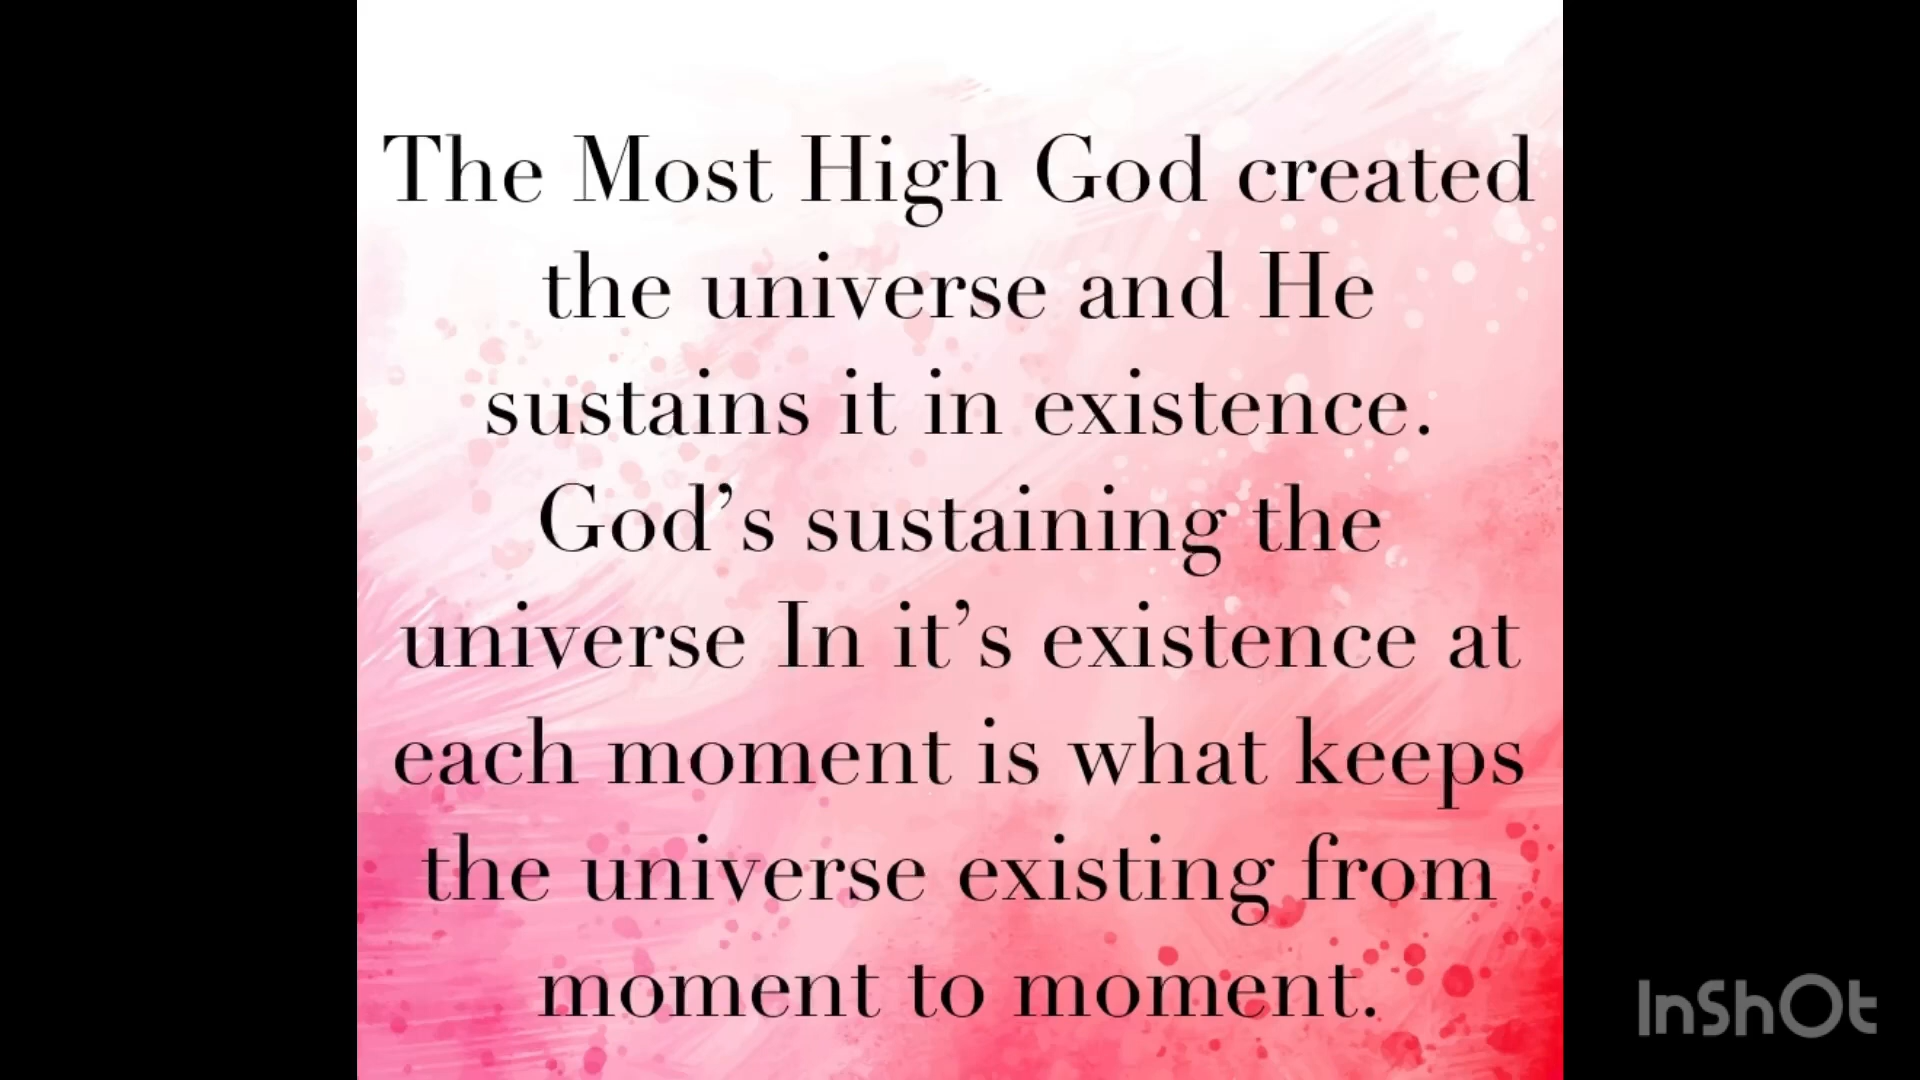 The Most High God created
the universe and He
sustains it in existence.
God’s sustaining the
universe In it’s existence at
each moment is what keeps
the universe existing from
moment to moment.
InShOt